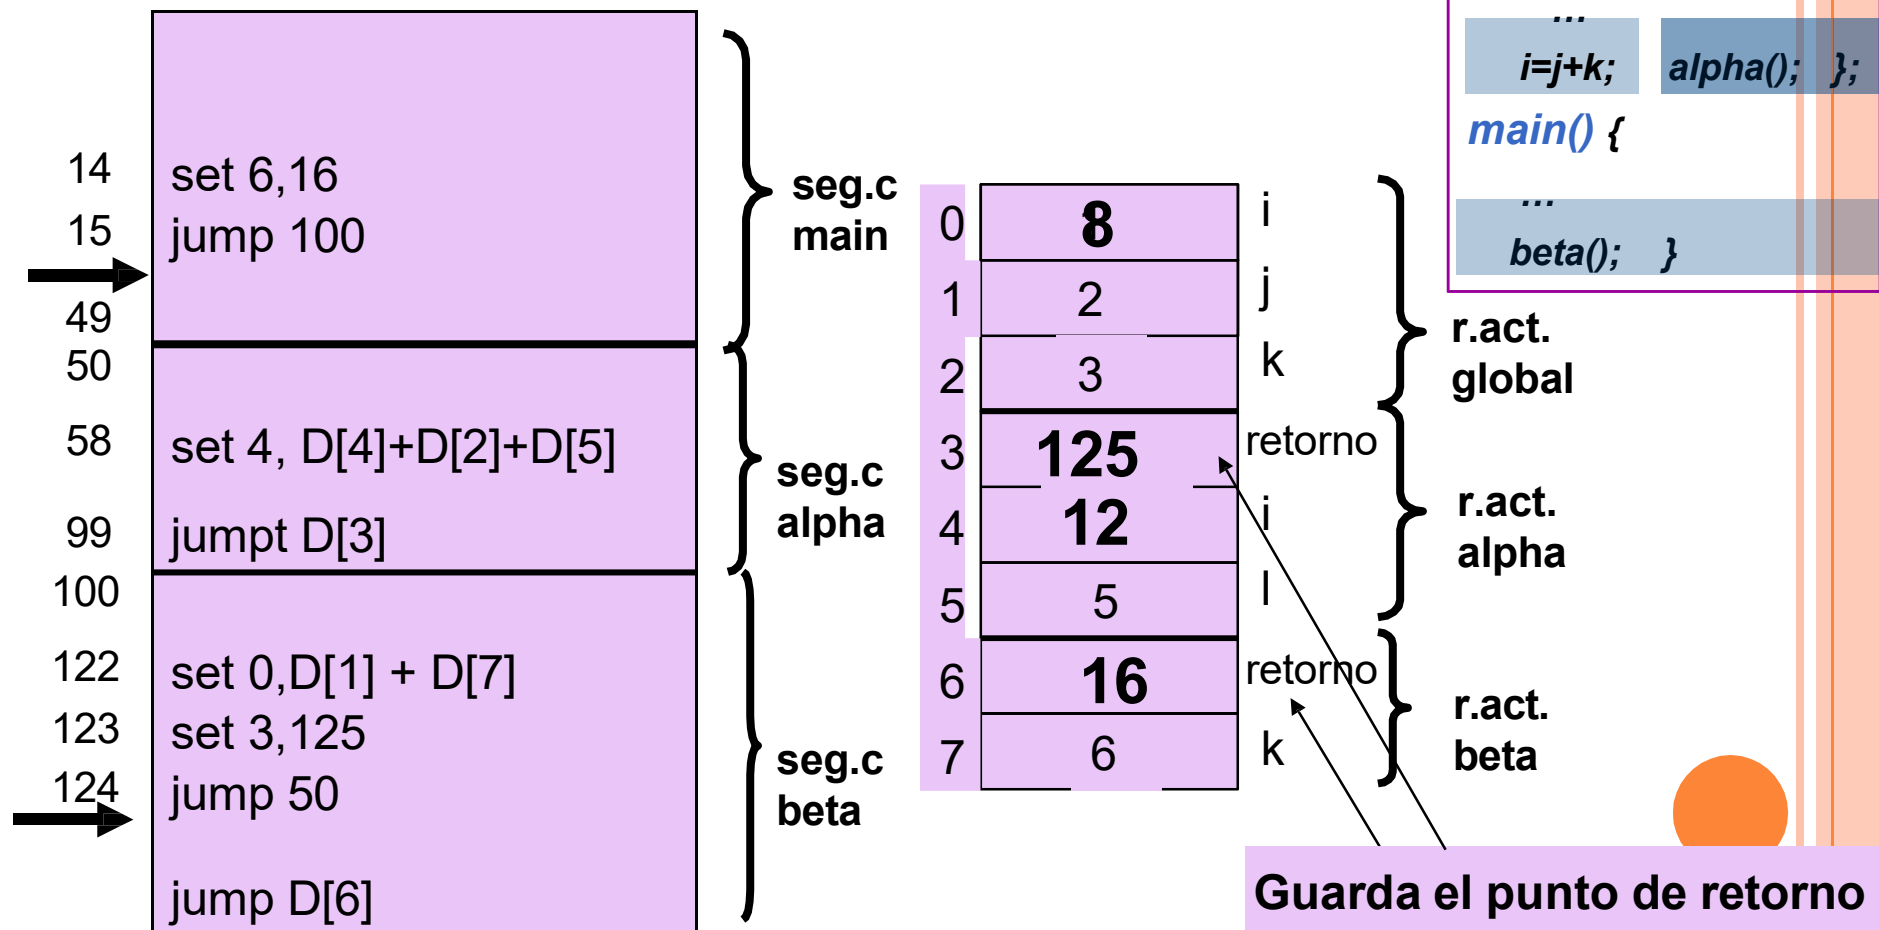 14 set 6,16
15 jump 100
49
50
58 set 4, D[4]+D[2]+D[5]
99 jumpt D[3]
100
122 set 0,D[1] + D[7]
123 set 3,125
124 jump 50
jump D[6]
seg.c
main
seg.c
alpha
seg.c
beta
0 8 i
1 2 j
2 3 k
3 125 retorno
4 12 i
5 5 l
6 16 retorno
7 6 k
r.act.
global
r.act.
alpha
r.act.
beta
...
i=j+k; alpha(); };
main() {
...
beta(); }
Guarda el punto de retorno